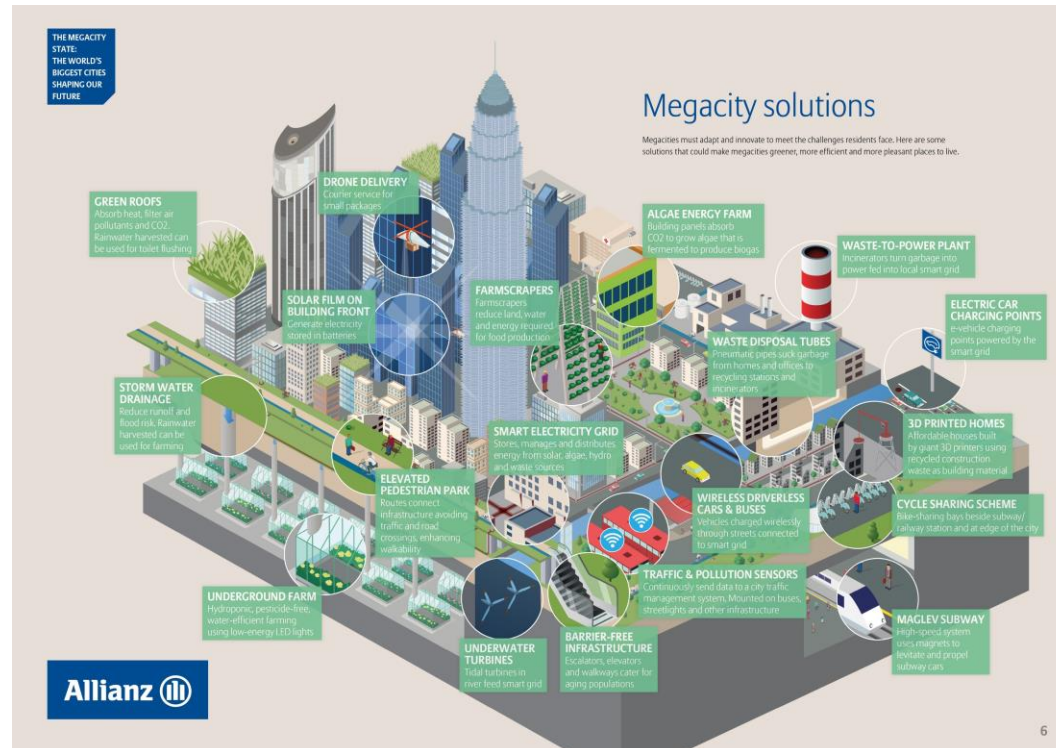 THE MEGACITY
STATE:
THE WORLD'S
BIGGEST CITIES
SHAPING OUR
FUTURE
Megacity solutions
Megacities must adapt and innovate to meet the challenges residents face. Here are some
solutions that could make megacities greener, more efficient and more pleasant places to live.
GREEN ROOFS
Absorb heat, filter air
pollutants and CO2.
Rainwater harvested can
be used for toilet flushing
DRONE DELIVERY
Courier service for
small packages
ALGAE ENERGY FARM
Building panels absorb
CO2 to grow algae that is
fermented to produce biogas
WASTE-TO-POWER PLANT
Incinerators turn garbage into
power fed into local smart grid
SOLAR FILM ON
BUILDING FRONT
Generate electricity
stored in batteries
FARMSCRAPERS
Farmscrapers
reduce land, water
and energy required
for food production
ELECTRIC CAR
CHARGING POINTS
e-vehicle charging
points powered by the
smart grid
WASTE DISPOSAL TUBES
Pneumatic pipes suck garbage
from homes and offices to
recycling stations and
incinerators
STORM WATER
DRAINAGE
Reduce runoff and
flood risk. Rainwater
harvested can be
used for farming
SMART ELECTRICITY GRID
Stores, manages and distributes
energy from solar, algae, hydro
and waste sources
3D PRINTED HOMES
Affordable houses built
by giant 3D printers using
recycled construction
waste as building material
ELEVATED
PEDESTRIAN PARK
Routes connect
infrastructure avoiding
traffic and road
crossings, enhancing
walkability
WIRELESS DRIVERLESS
CARS & BUSES
Vehicles charged wirelessly
through streets connected
to smart grid
CYCLE SHARING SCHEME
Bike-sharing bays beside subway/
railway station and at edge of the city
UNDERGROUND FARM
Hydroponic, pesticide-free,
water-efficient farming
using low-energy LED lights
TRAFFIC & POLLUTION SENSORS
Continuously send data to a city traffic
management system. Mounted on buses,
streetlights and other infrastructure
UNDERWATER
TURBINES
Tidal turbines in
river feed smart grid
BARRIER-FREE
INFRASTRUCTURE
Escalators, elevators
and walkways cater for
aging populations
MAGLEV SUBWAY
High-speed system
uses magnets to
levitate and propel
subway cars
Allianz
6